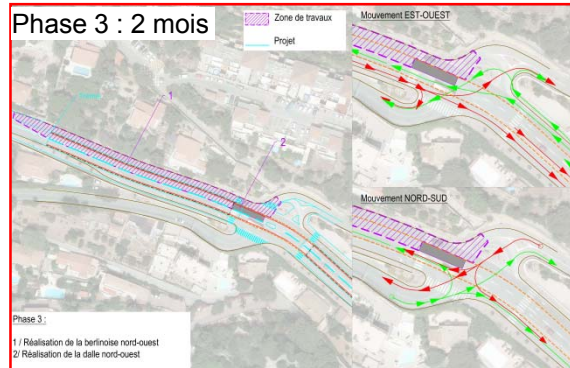 Phase 3 : 2 mois
Zone de travaux
Projet
Mouvement EST-OUEST
1
2
Mouvement NORD-SUD
Phase 3 :
1 / Réalisation de la berlinoise nord-ouest
2/ Réalisation de la dalle nord-ouest